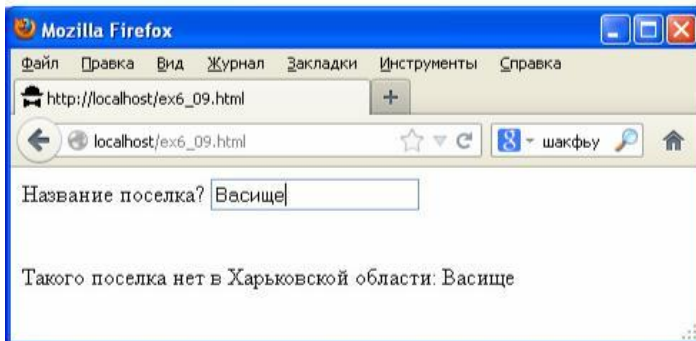 Mozilla Firefox
Файл Правка Вид Журнал Закладки Инструменты Справка
http://localhost/ex6_09.html +
localhost/ex6_09.html 8 шакфьу
Название поселка? Васище
Такого поселка нет в Харьковской области: Васище